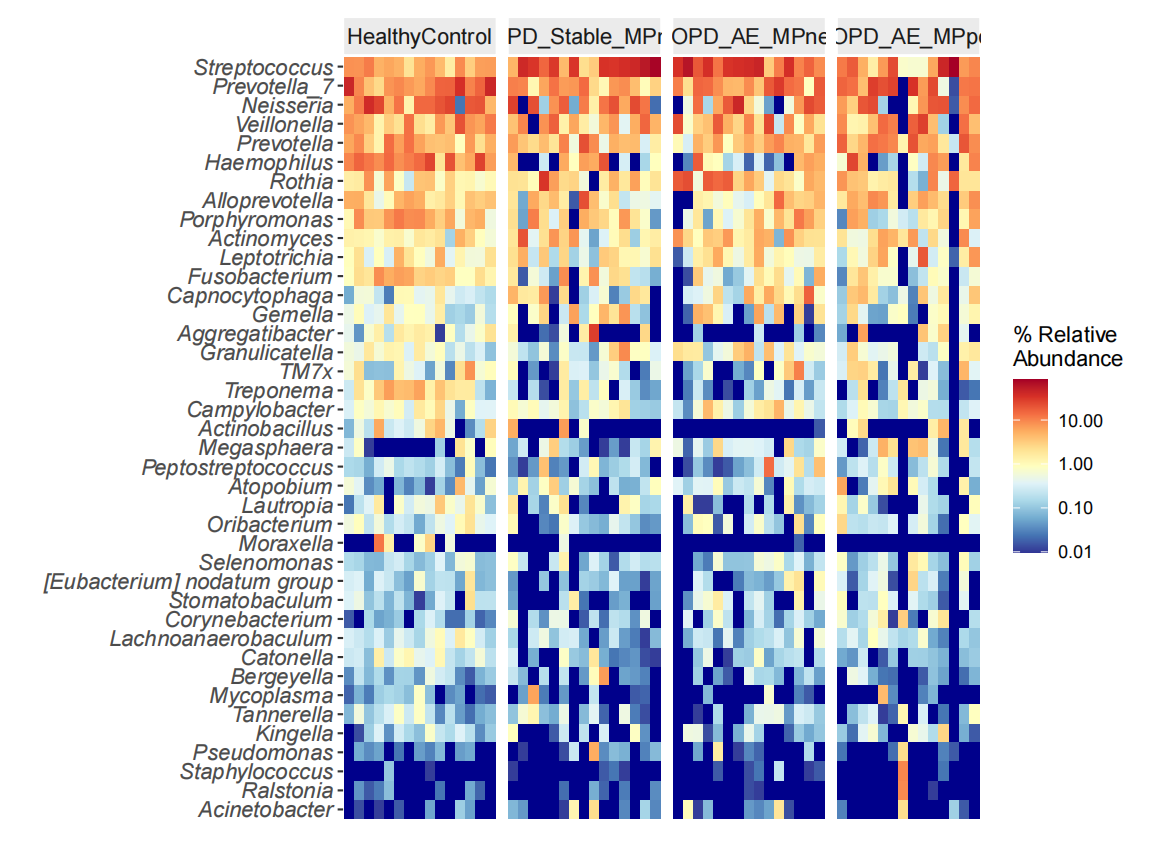 HealthyControl
PD_Stable_MPr
OPD_AE_MPne
OPD_AE_MPp
Streptococcus
Prevotella_7
Neisseria
Veillonella
Prevotella
Haemophilus
Rothia
Alloprevotella
Porphyromonas
Actinomyces
Leptotrichia
Fusobacterium
Capnocytophaga
Gemella
Aggregatibacter
Granulicatella
TM7x
Treponema
Campylobacter
Actinobacillus
Megasphaera
Peptostreptococcus
Atopobium
Lautropia
Oribacterium
Moraxella
Selenomonas
[Eubacterium] nodatum group
Stomatobaculum
Corynebacterium
Lachnoanaerobaculum
Catonella
Bergeyella
Mycoplasma
Tannerella
Kingella
Pseudomonas
Staphylococcus
Ralstonia
Acinetobacter
% Relative
Abundance
10.00
1.00
0.10
0.01